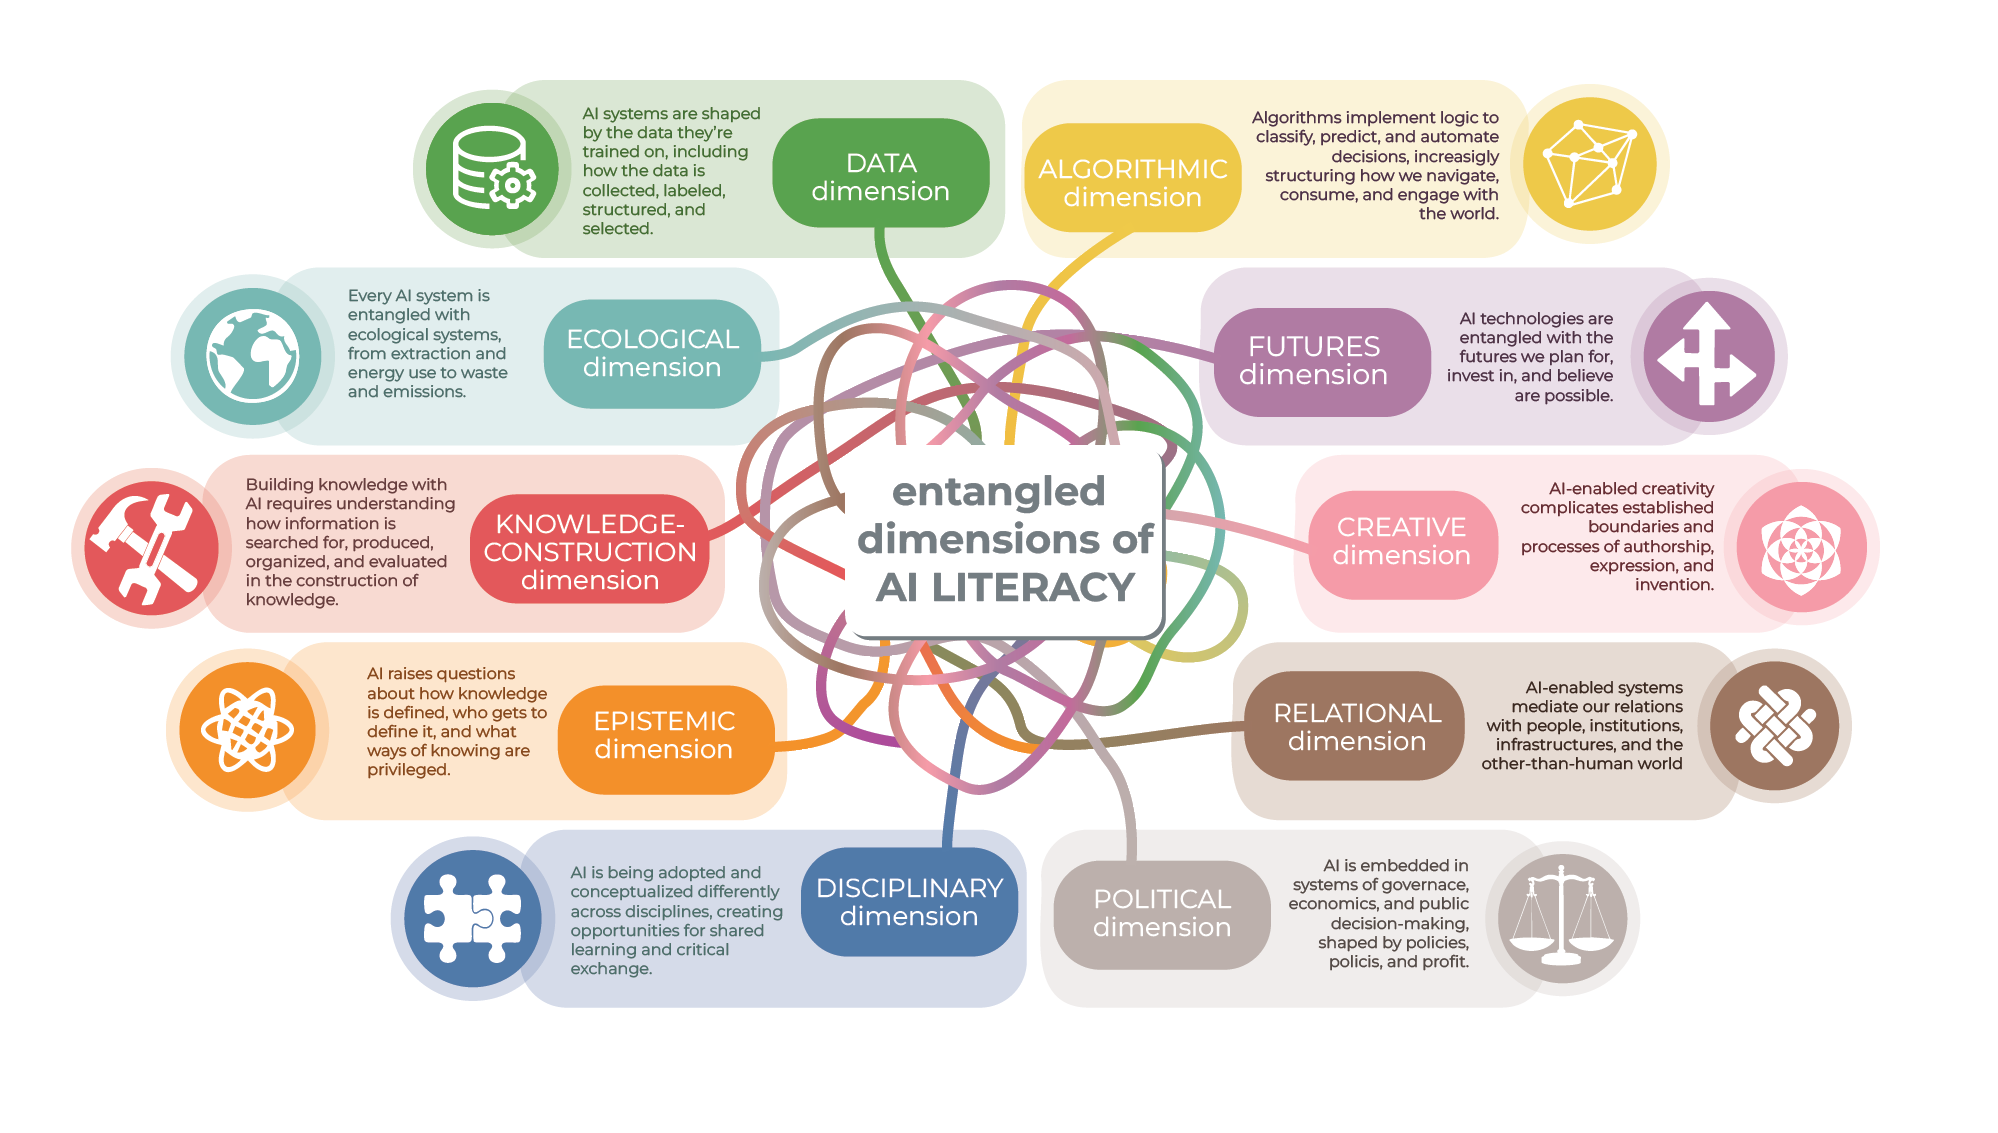 AI systems are shaped
by the data they're
trained on, including
how the data is
collected, labeled,
structured, and
selected.
DATA
dimension
ALGORITHMIC
dimension
Algorithms implement logic to
classify, predict, and automate
decisions, increasigly
structuring how we navigate,
consume, and engage with
the world.
Every AI system is
entangled with
ecological systems,
from extraction and
energy use to waste
and emissions.
ECOLOGICAL
dimension
FUTURES
dimension
AI technologies are
entangled with the
futures we plan for,
invest in, and believe
are possible.
Building knowledge with
AI requires understanding
how information is
searched for, produced,
organized, and evaluated
in the construction of
knowledge.
KNOWLEDGE-
CONSTRUCTION
dimension
entangled
dimensions of
AI LITERACY
CREATIVE
dimension
AI-enabled creativity
complicates established
boundaries and
processes of authorship,
expression, and
invention.
AI raises questions
about how knowledge
is defined, who gets to
define it, and what
ways of knowing are
privileged.
EPISTEMIC
dimension
RELATIONAL
dimension
AI-enabled systems
mediate our relations
with people, institutions,
infrastructures, and the
other-than-human world
AI is being adopted and
conceptualized differently
across disciplines, creating
opportunities for shared
learning and critical
exchange.
DISCIPLINARY
dimension
POLITICAL
dimension
AI is embedded in
systems of governace,
economics, and public
decision-making,
shaped by policies,
policis, and profit.